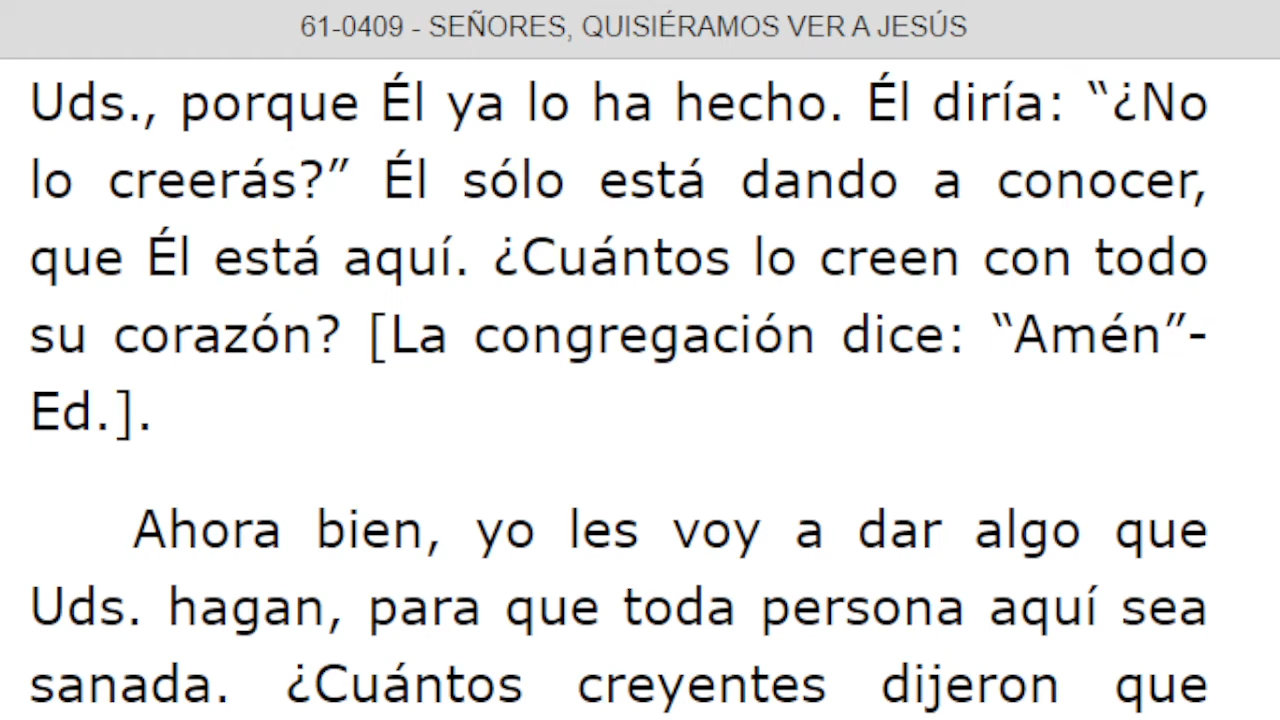 61-0409 - SEÑORES, QUISIÉRAMOS VER A JESÚS
Uds., porque Él ya lo ha hecho. Él diría: “¿No
lo creerás?” Él sólo está dando a conocer,
que Él está aquí. ¿Cuántos lo creen con todo
su corazón? [La congregación dice: “Amén”-
Ed.].
Ahora bien, yo les voy a dar algo que
Uds. hagan, para que toda persona aquí sea
sanada. ¿Cuántos creyentes dijeron que